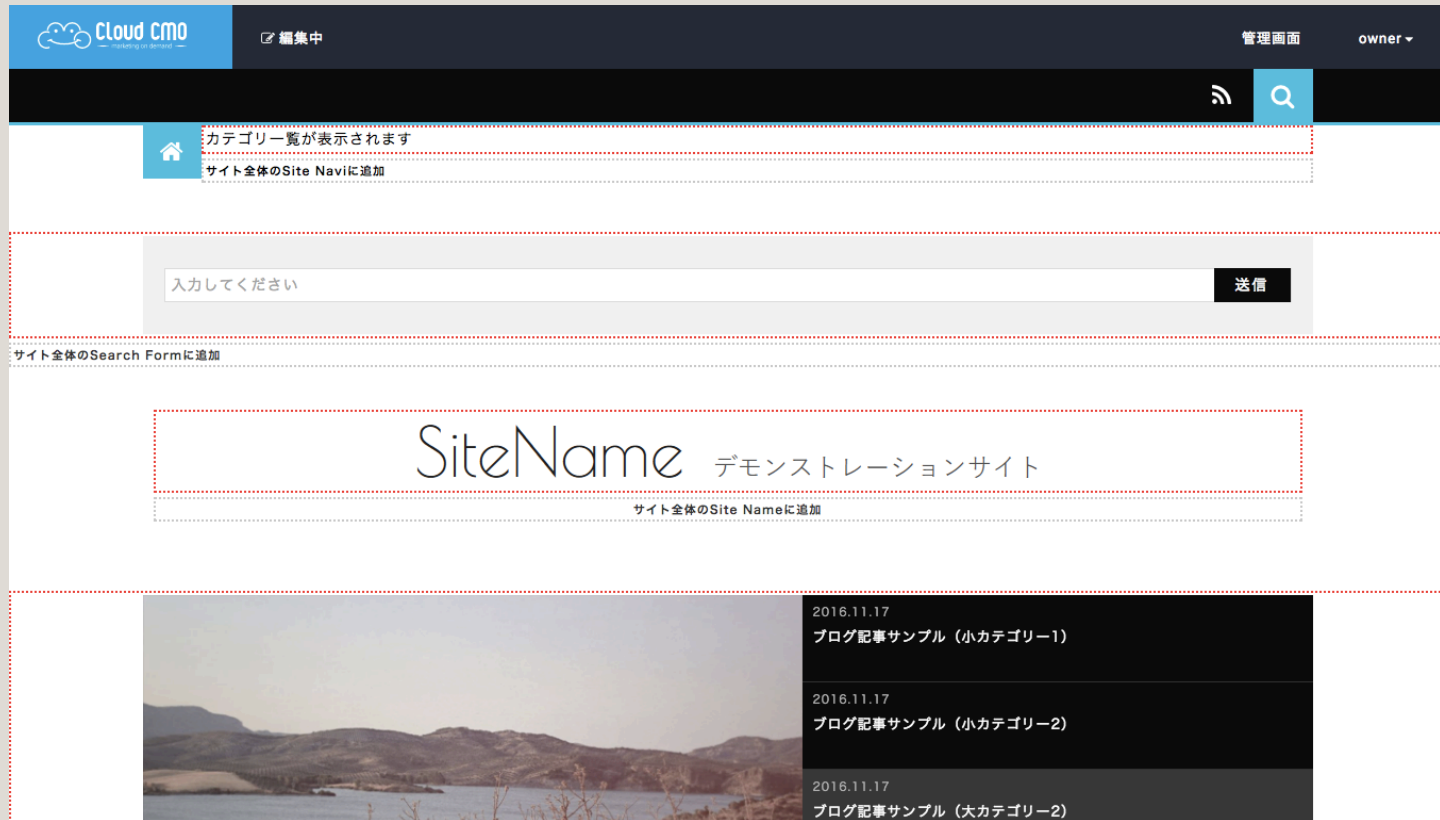 Cloud CMO
marketing on demand
編集中
管理画面
owner
カテゴリー覧が表示されます
サイト全体のSite Naviに追加
入力してください
送信
サイト全体のSearch Formに追加
SiteName デモンストレーションサイト
サイト全体のSite Nameに追加
2016.11.17
ブログ記事サンプル（小カテゴリー1）
2016.11.17
ブログ記事サンプル（小カテゴリー2）
2016.11.17
ブログ記事サンプル（大カテゴリー2）